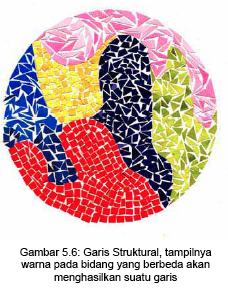 Gambar 5.6: Garis Struktural, tampilnya
warna pada bidang yang berbeda akan
menghasilkan suatu garis